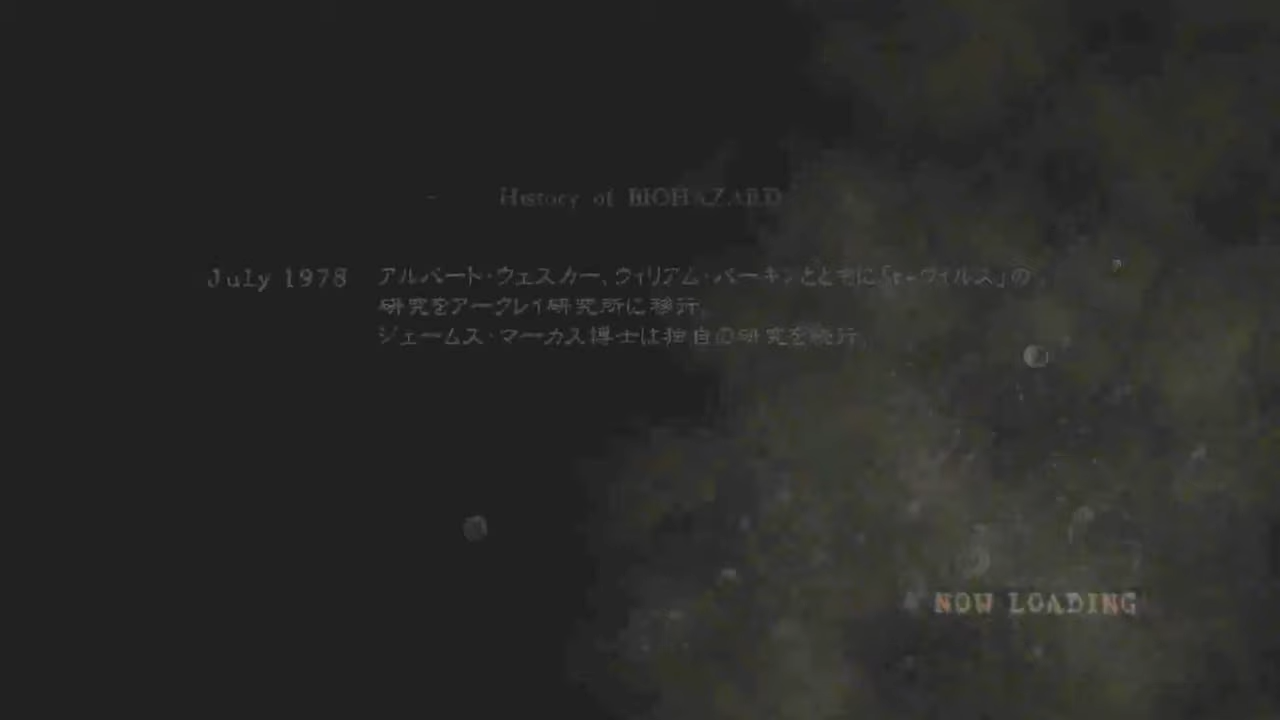 History of BIOHAZARD
July 1978 アルバート・ウェスカー、ウィリアム・バーキンとともに「t-ウィルス」の
研究をアークレイ研究所に移行。
ジェームス・マーカス博士は独自の研究を続行。
NOW LOADING